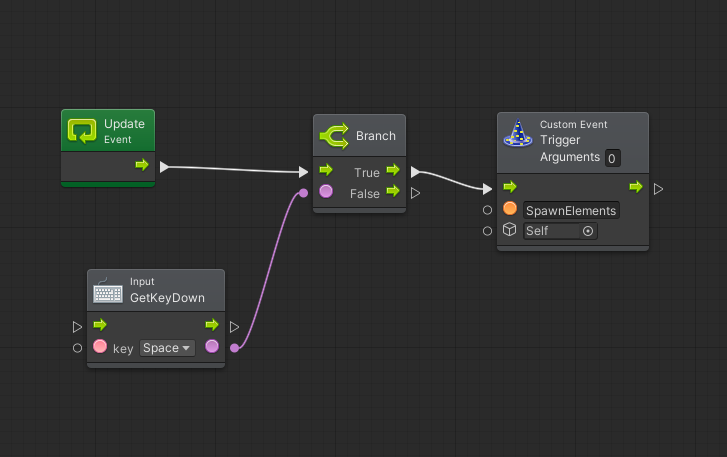 Update
Event
Branch
True
False
Custom Event
Trigger
Arguments 0
SpawnElements
Self
Input
GetKeyDown
key Space